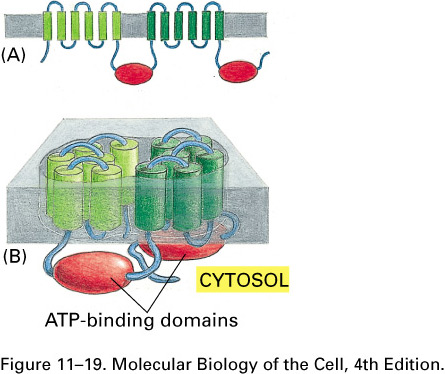 (A)
(B)
CYTOSOL
ATP-binding domains
Figure 11–19. Molecular Biology of the Cell, 4th Edition.